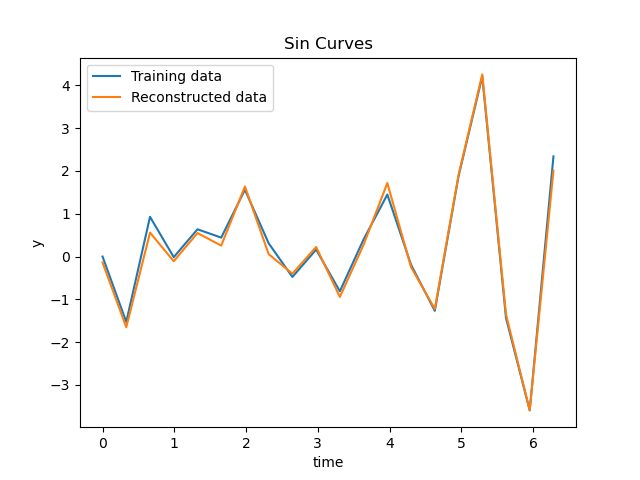 Sin Curves
Training data
Reconstructed data
4
3
2
1
0
−1
−2
−3
y
0 1 2 3 4 5 6
time